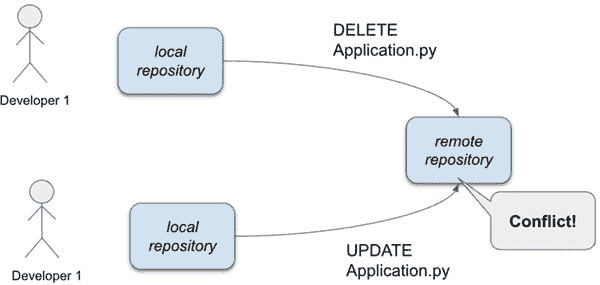 DELETE
Application.py
local
repository
Developer 1
remote
repository
Conflict!
local
repository
UPDATE
Application.py
Developer 1